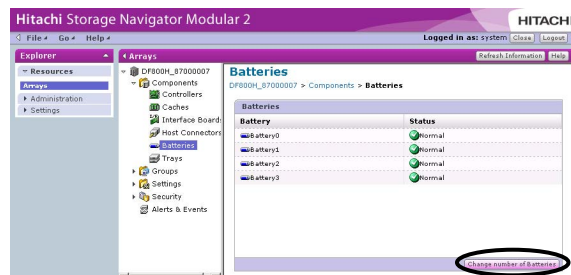 Hitachi Storage Navigator Modular 2
HITACHI
File Go Help
Logged in as: system Close Logout
Explorer
Resources
Arrays
Administration
Settings
Arrays
DF800H_87000007
Components
Controllers
Caches
Interface Boards
Host Connectors
Batteries
Trays
Groups
Settings
Security
Alerts & Events
Refresh Information Help
Batteries
DF800H_87000007 > Components > Batteries
Batteries
Battery Status
Battery0 Normal
Battery1 Normal
Battery2 Normal
Battery3 Normal
Change number of Batteries